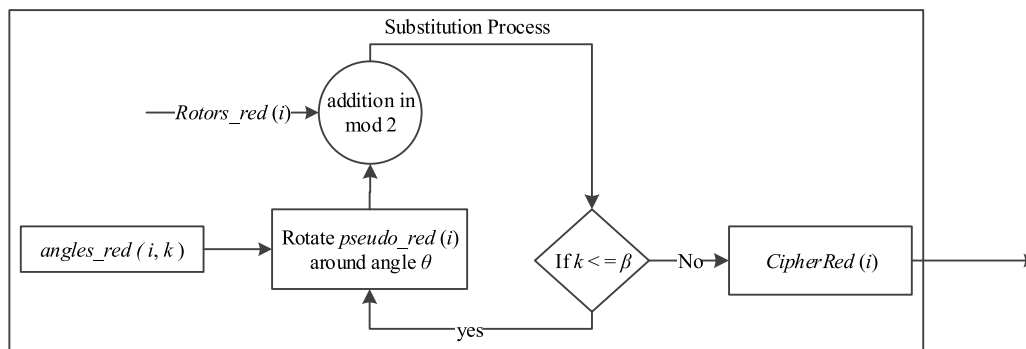 Substitution Process
addition in
mod 2
Rotors_red (i)
angles_red ( i, k )
Rotate pseudo_red (i)
around angle θ
If k < = β
No
CipherRed (i)
yes